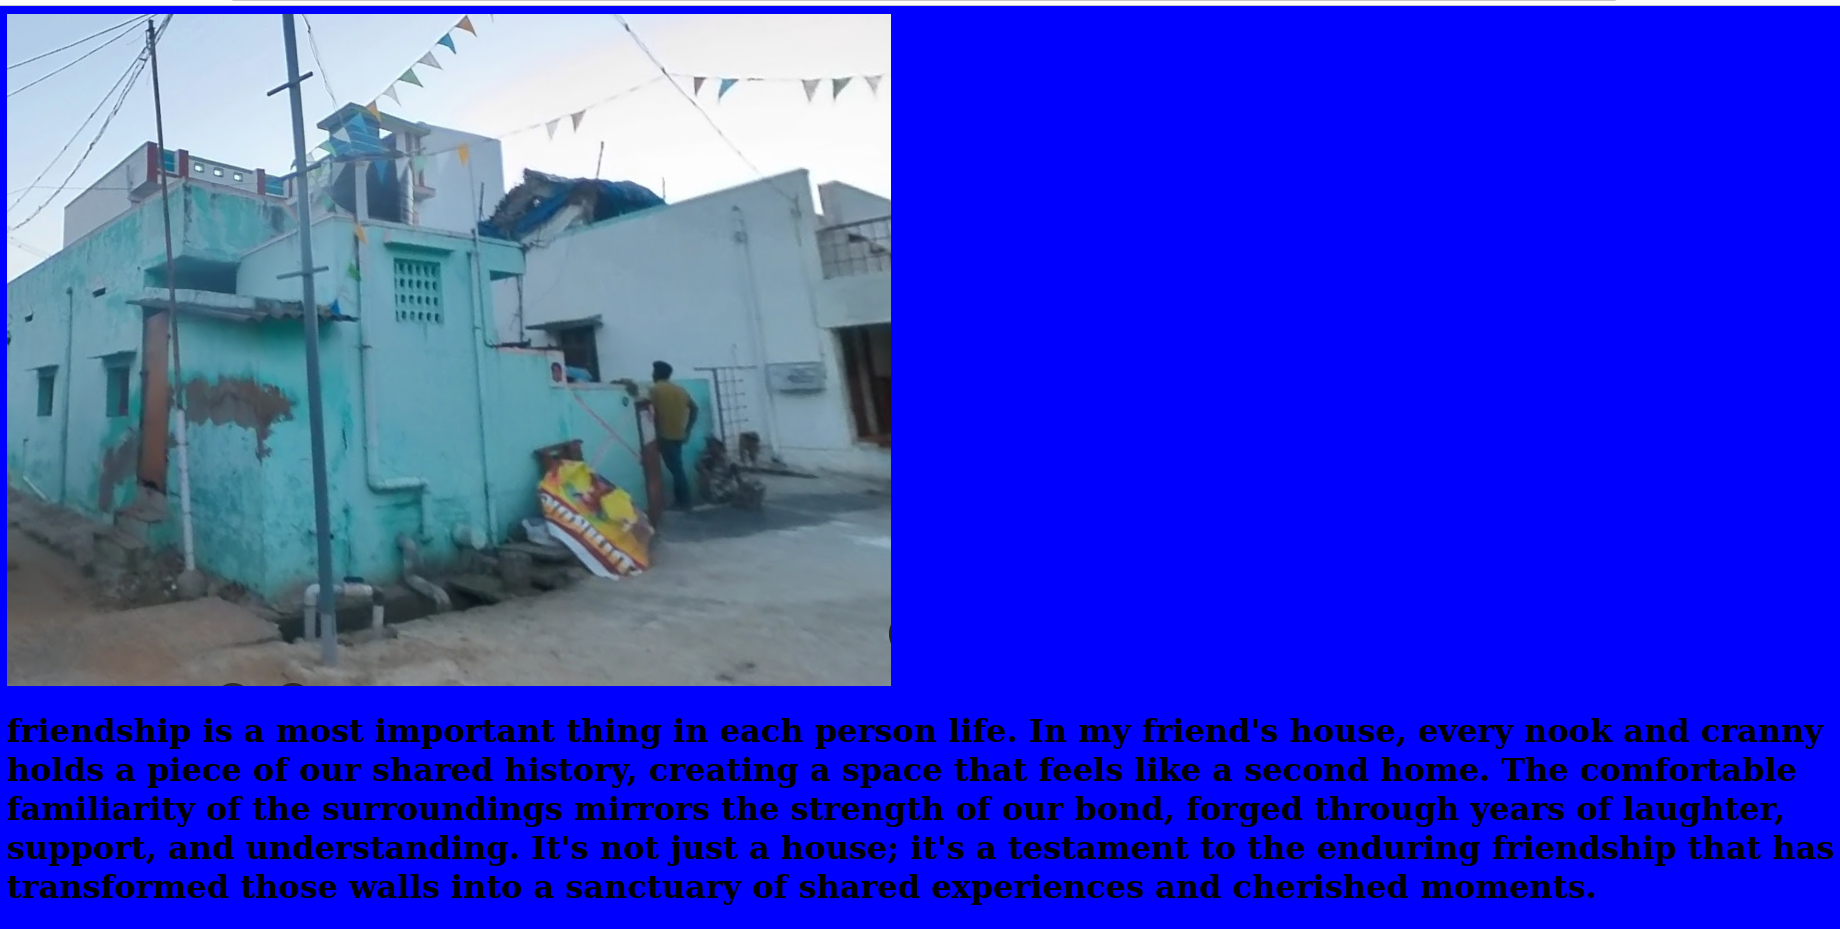 friendship is a most important thing in each person life. In my friend's house, every nook and cranny
holds a piece of our shared history, creating a space that feels like a second home. The comfortable
familiarity of the surroundings mirrors the strength of our bond, forged through years of laughter,
support, and understanding. It's not just a house; it's a testament to the enduring friendship that has
transformed those walls into a sanctuary of shared experiences and cherished moments.